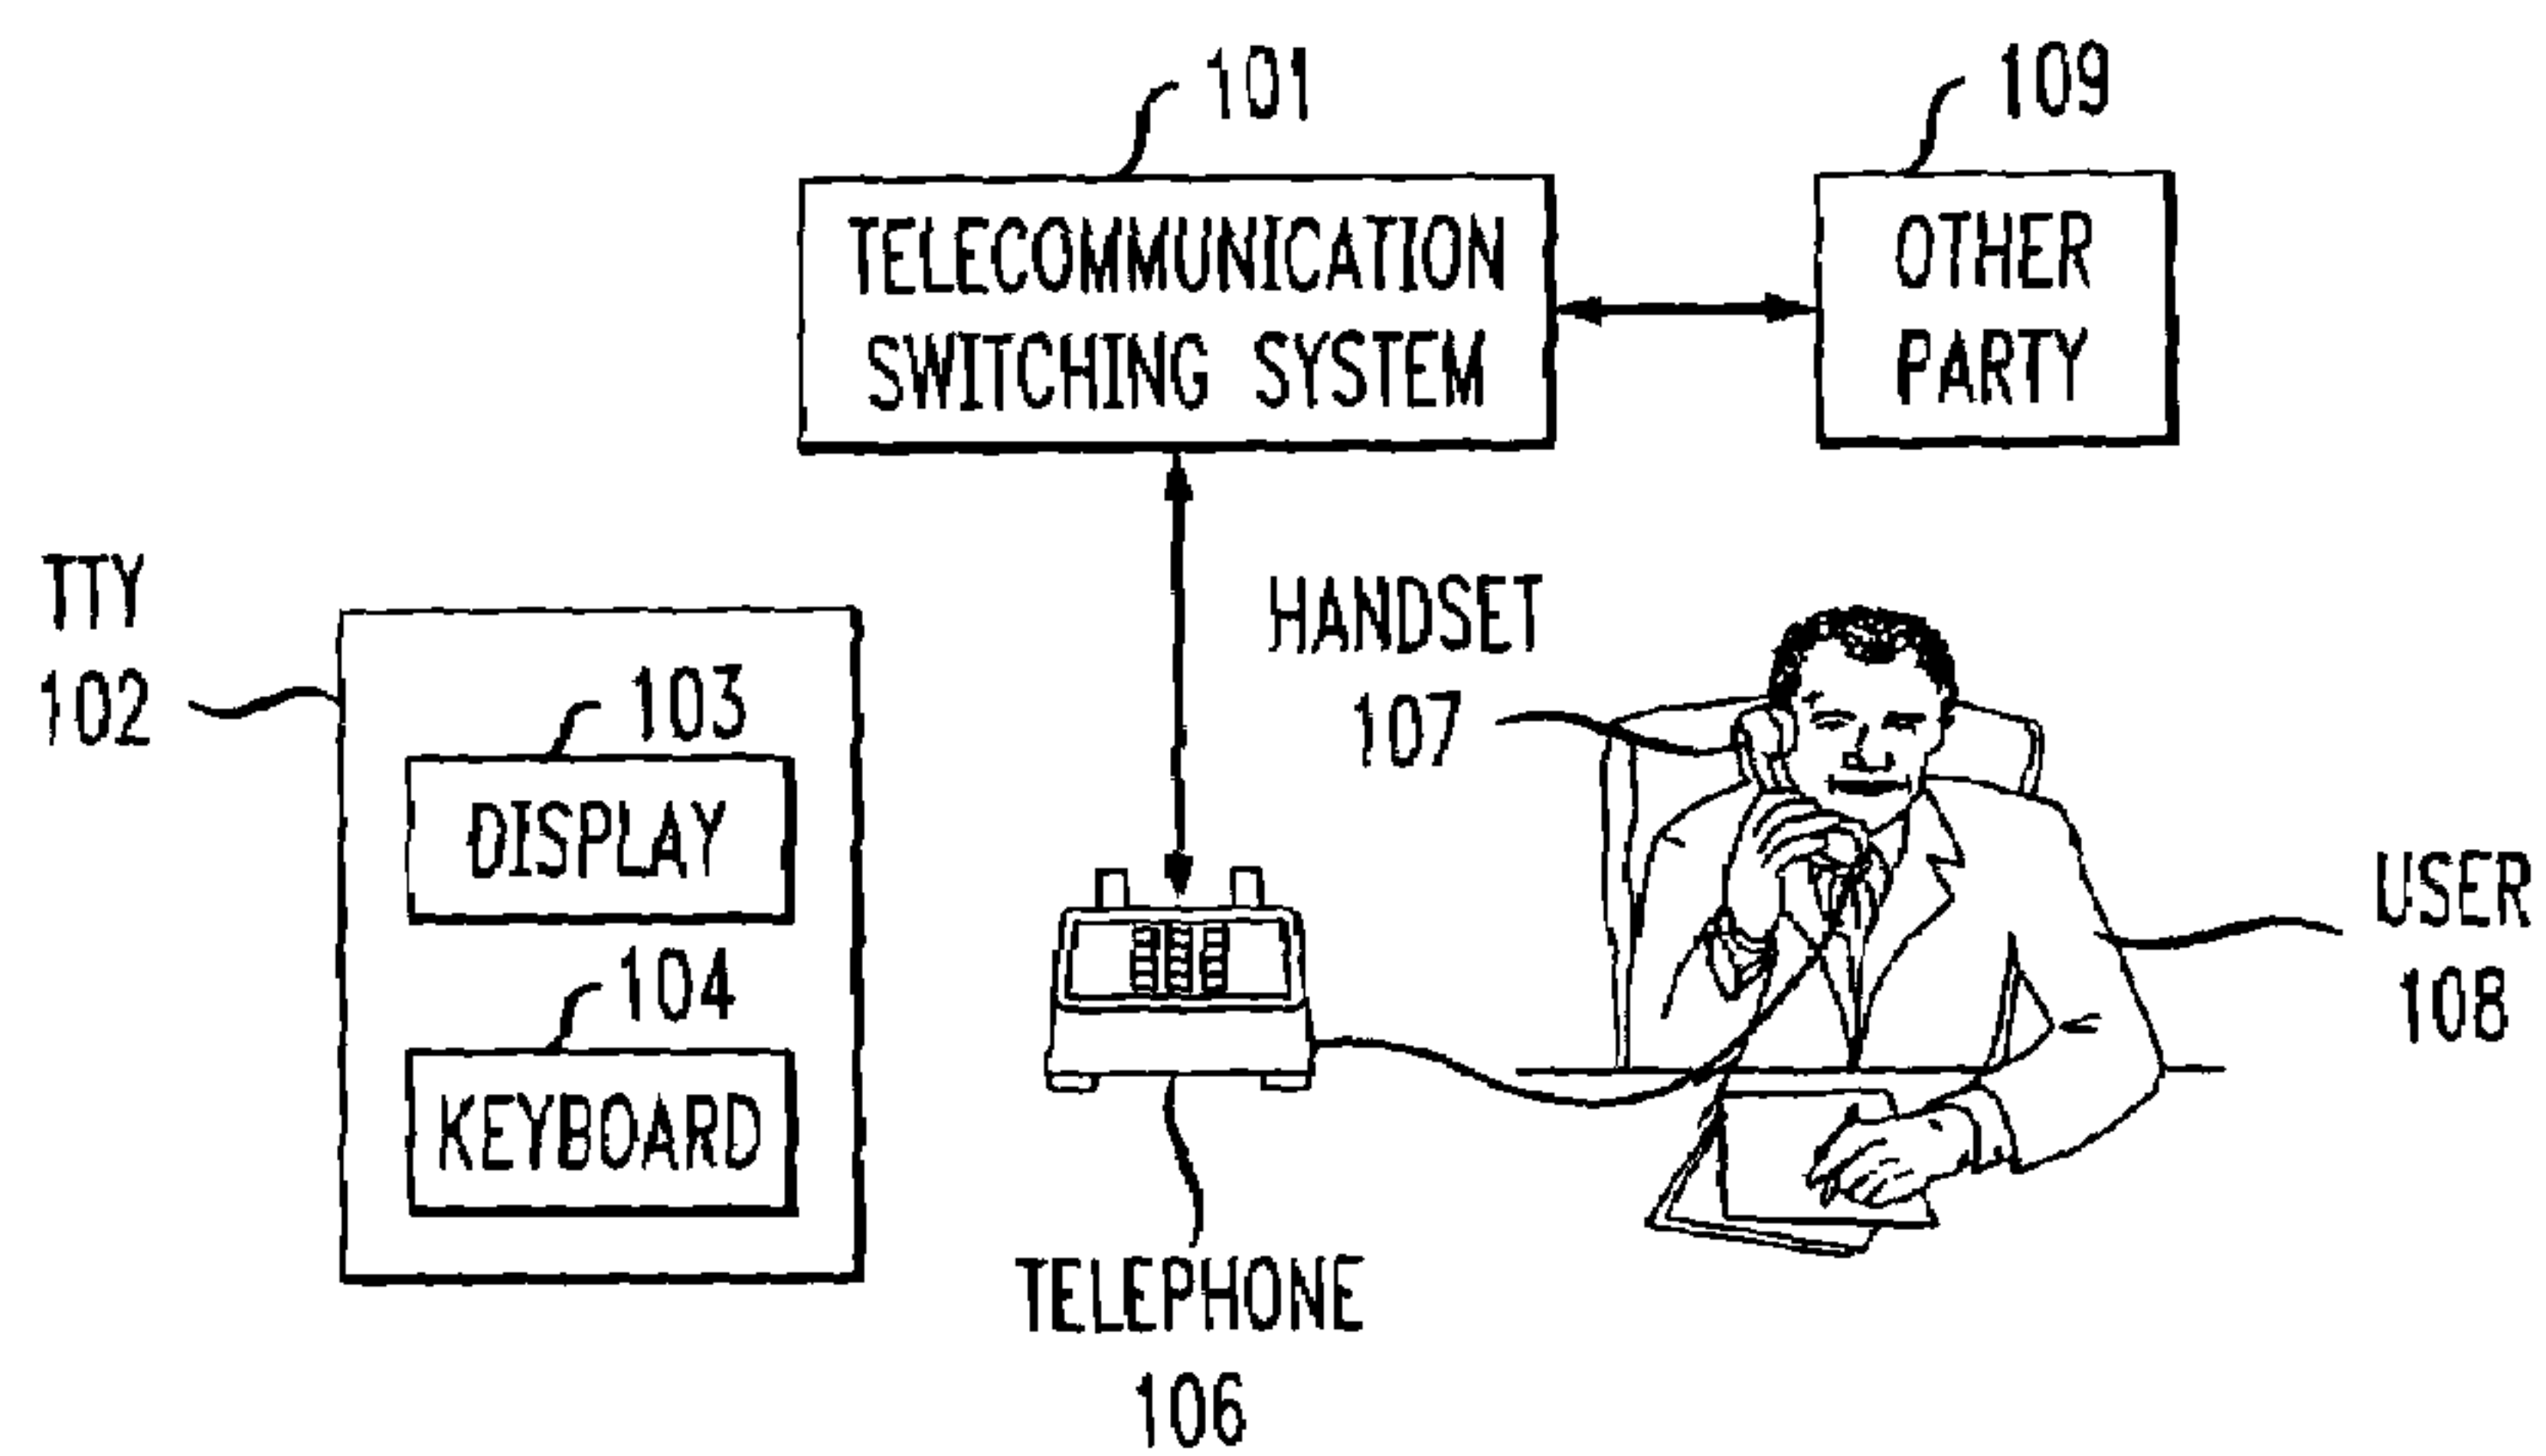 101
109
TELECOMMUNICATION
SWITCHING SYSTEM
OTHER
PARTY
TTY
102
103
DISPLAY
104
KEYBOARD
HANDSET
107
USER
108
TELEPHONE
106